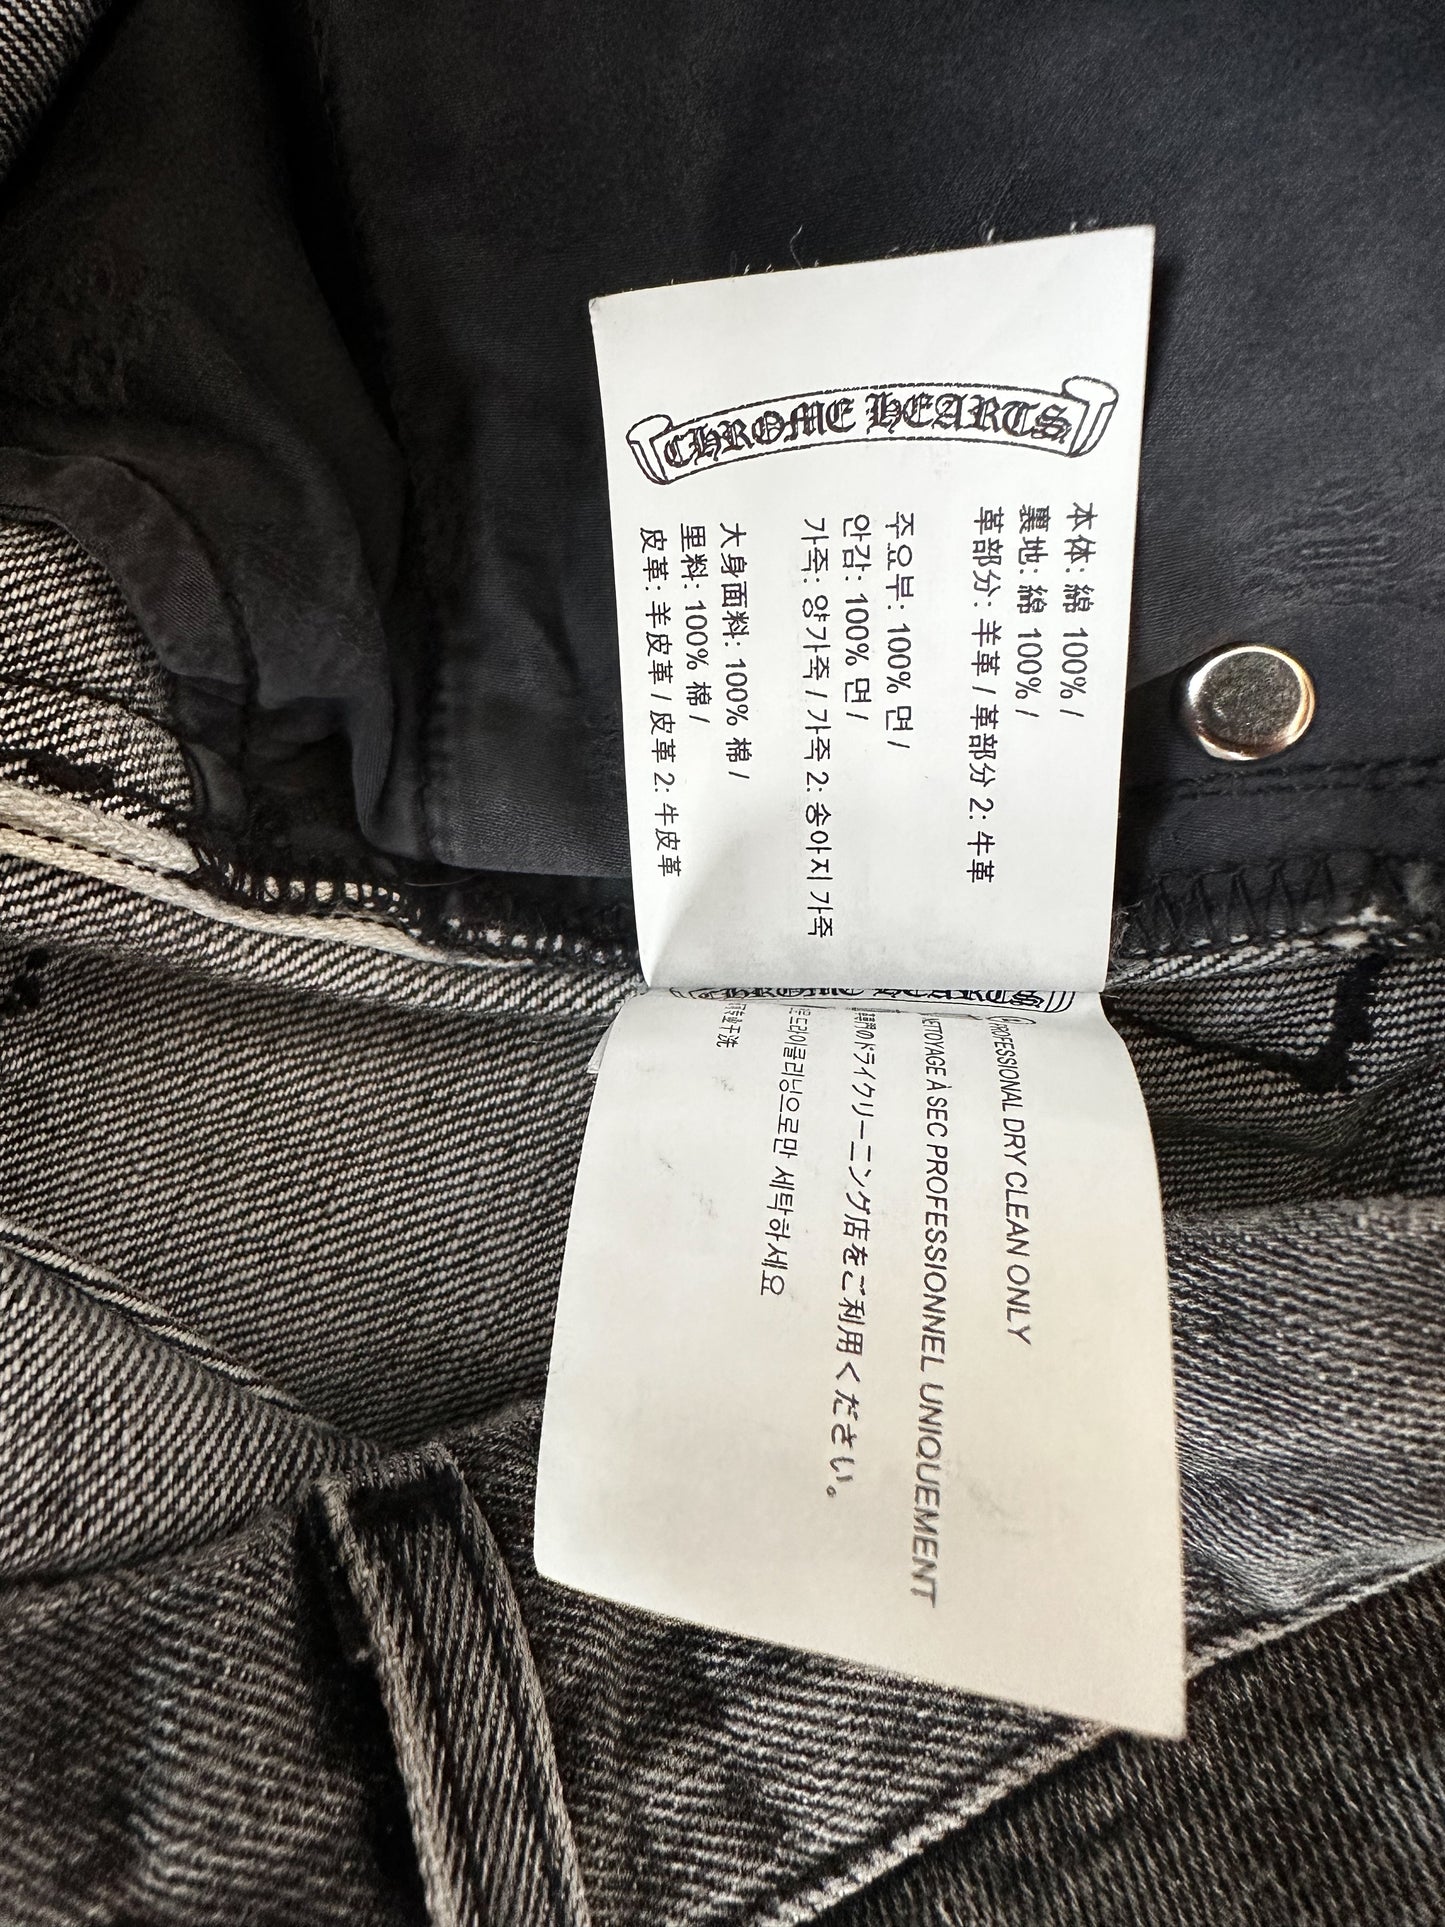 CHROME HEARTS
本体: 綿 100% /
裏地: 綿 100% /
革部分: 羊革 / 革部分 2: 牛革
주요부: 100% 면 /
안감: 100% 면 /
가죽: 양가죽 / 가죽 2: 송아지 가죽
大身面料: 100% 棉 /
里料: 100% 棉 /
皮革: 羊皮革 / 皮革 2: 牛皮革
CHROME HEARTS
PROFESSIONAL DRY CLEAN ONLY
NETTOYAGE À SEC PROFESSIONNEL UNIQUEMENT
門のドライクリーニング店をご利用ください。
드라이클리닝으로만 세탁하세요
干洗